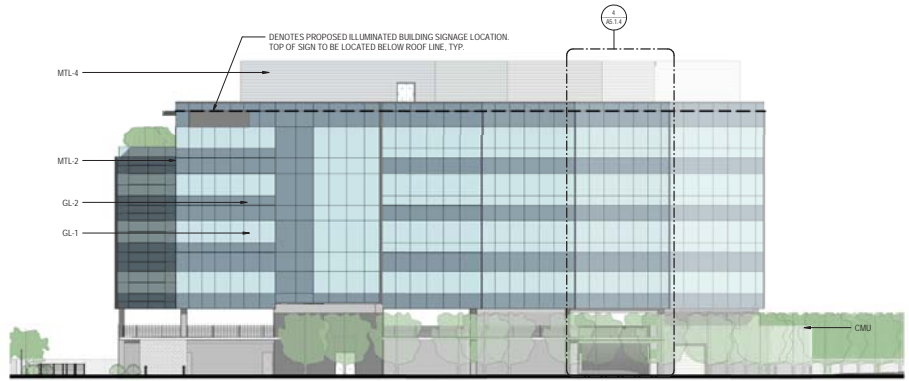 4
A5.1.4
DENOTES PROPOSED ILLUMINATED BUILDING SIGNAGE LOCATION.
TOP OF SIGN TO BE LOCATED BELOW ROOF LINE, TYP.
MTL-4
MTL-2
GL-2
GL-1
CMU